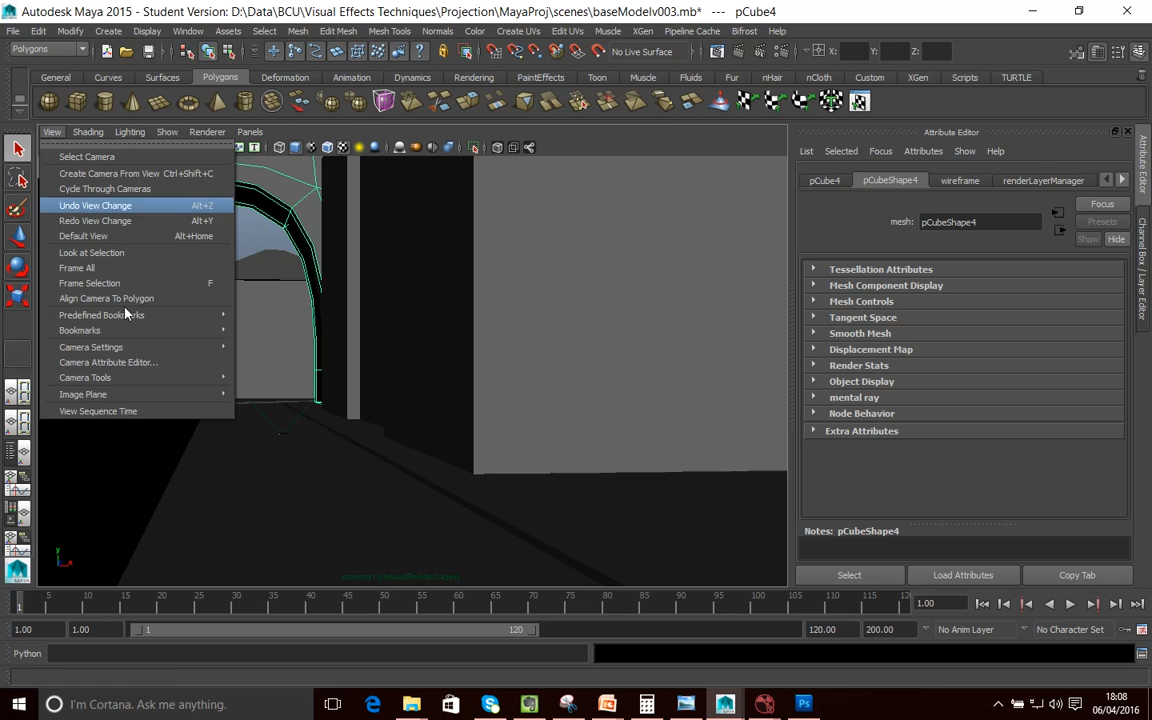 Autodesk Maya 2015 - Student Version: D:\Data\BCU\Visual Effects Techniques\Projection\MayaProj\scenes\baseModelv003.mb* --- pCube4
File Edit Modify Create Display Window Assets Select Mesh Edit Mesh Mesh Tools Normals Color Create UVs Edit UVs Muscle XGen Pipeline Cache Bifrost Help
Polygons No Live Surface X: Y: Z:
General Curves Surfaces Polygons Deformation Animation Dynamics Rendering PaintEffects Toon Muscle Fluids Fur nHair nCloth Custom XGen Scripts TURTLE
View Shading Lighting Show Renderer Panels
Select Camera
Create Camera From View Ctrl+Shift+C
Cycle Through Cameras
Undo View Change Alt+Z
Redo View Change Alt+Y
Default View Alt+Home
Look at Selection
Frame All
Frame Selection F
Align Camera To Polygon
Predefined Bookmarks
Bookmarks
Camera Settings
Camera Attribute Editor...
Camera Tools
Image Plane
View Sequence Time
y
x
Attribute Editor
List Selected Focus Attributes Show Help
pCube4 pCubeShape4 wireframe renderLayerManager
mesh: pCubeShape4
Focus
Presets
Show Hide
Tessellation Attributes
Mesh Component Display
Mesh Controls
Tangent Space
Smooth Mesh
Displacement Map
Render Stats
Object Display
mental ray
Node Behavior
Extra Attributes
Notes: pCubeShape4
Select Load Attributes Copy Tab
Attribute Editor
Channel Box / Layer Editor
1 5 10 15 20 25 30 35 40 45 50 55 60 65 70 75 80 85 90 95 100 105 110 115 1.00
1.00 1.00 1 120 120.00 200.00 No Anim Layer No Character Set
Python
MAYA
I'm Cortana. Ask me anything.
18:08
06/04/2016